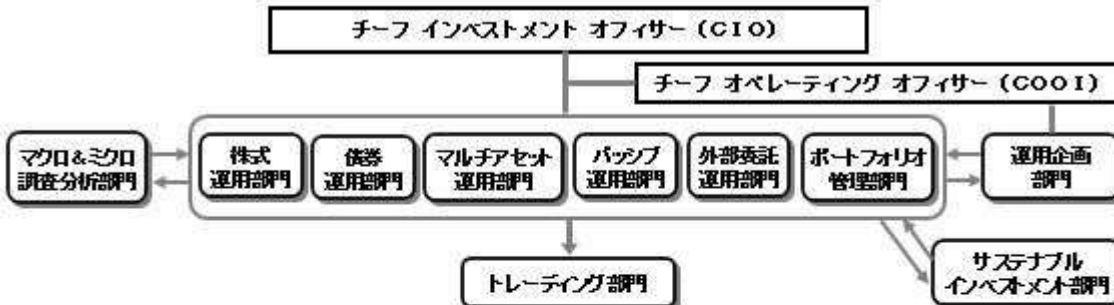 チーフ インベストメント オフィサー (CIO)
チーフ オペレーティング オフィサー (COOI)
マクロ&ミクロ
調査分析部門
株式
運用部門
債券
運用部門
マルチアセット
運用部門
パッシブ
運用部門
外部委託
運用部門
ポートフォリオ
管理部門
運用企画
部門
トレーディング部門
サステナブル
インベストメント部門